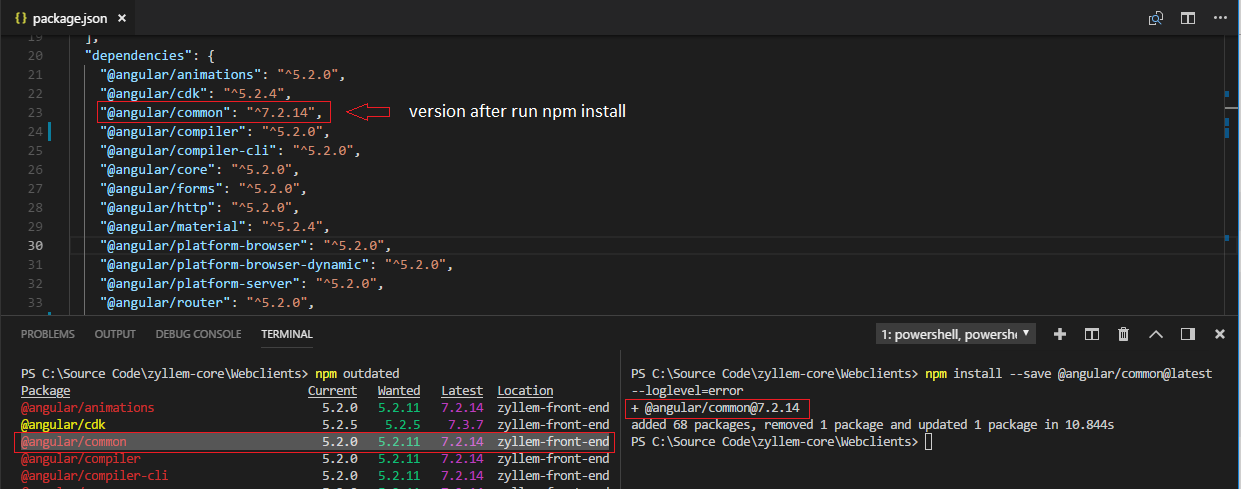 {} package.json ×
19 ],
20 "dependencies": {
21 "@angular/animations": "^5.2.0",
22 "@angular/cdk": "^5.2.4",
23 "@angular/common": "^7.2.14", version after run npm install
24 "@angular/compiler": "^5.2.0",
25 "@angular/compiler-cli": "^5.2.0",
26 "@angular/core": "^5.2.0",
27 "@angular/forms": "^5.2.0",
28 "@angular/http": "^5.2.0",
29 "@angular/material": "^5.2.4",
30 "@angular/platform-browser": "^5.2.0",
31 "@angular/platform-browser-dynamic": "^5.2.0",
32 "@angular/platform-server": "^5.2.0",
33 "@angular/router": "^5.2.0",
PROBLEMS OUTPUT DEBUG CONSOLE TERMINAL 1: powershell, powershe
PS C:\Source Code\zyllem-core\Webclients> npm outdated
Package Current Wanted Latest Location
@angular/animations 5.2.0 5.2.11 7.2.14 zyllem-front-end
@angular/cdk 5.2.5 5.2.5 7.3.7 zyllem-front-end
@angular/common 5.2.0 5.2.11 7.2.14 zyllem-front-end
@angular/compiler 5.2.0 5.2.11 7.2.14 zyllem-front-end
@angular/compiler-cli 5.2.0 5.2.11 7.2.14 zyllem-front-end
PS C:\Source Code\zyllem-core\Webclients> npm install --save @angular/common@latest
--loglevel=error
+ @angular/common@7.2.14
added 68 packages, removed 1 package and updated 1 package in 10.844s
PS C:\Source Code\zyllem-core\Webclients>